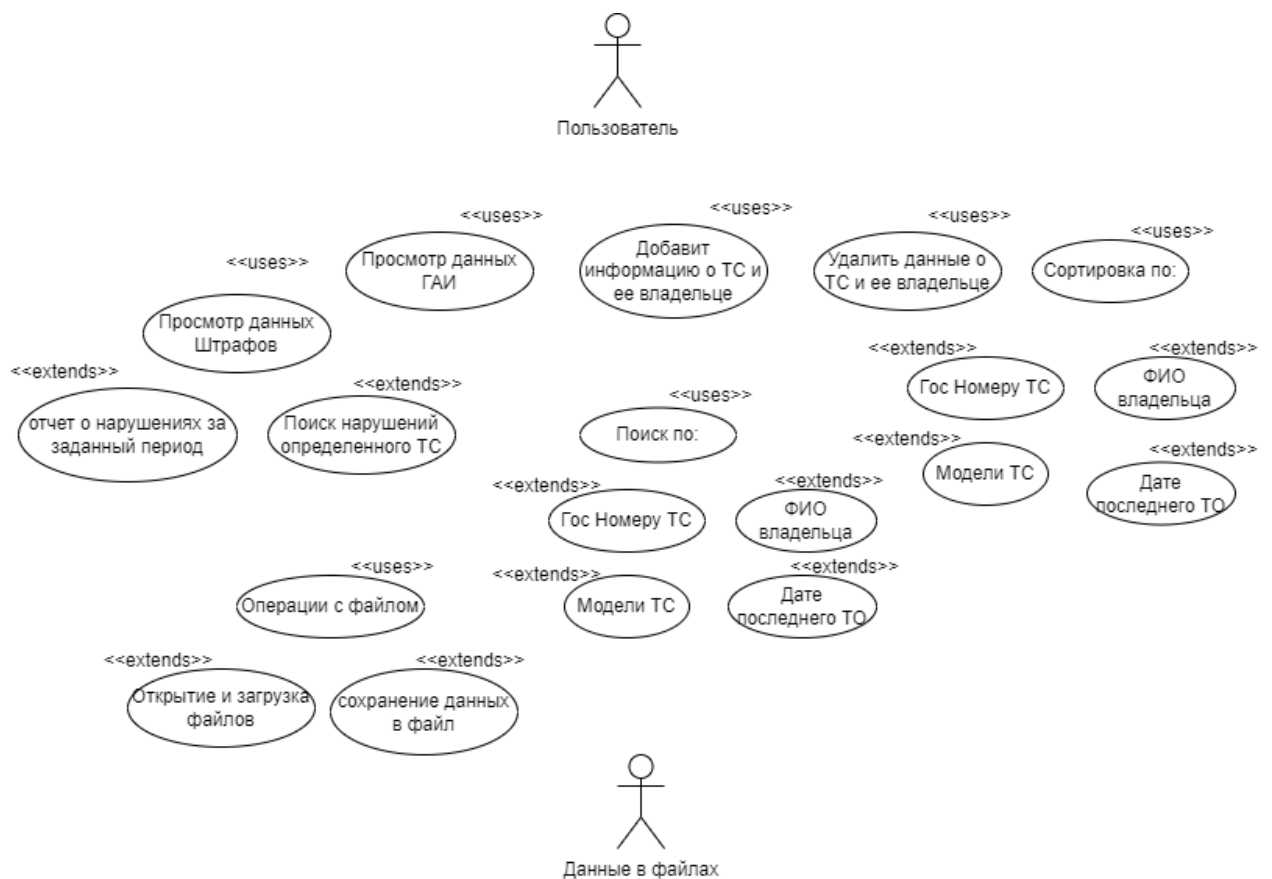 Пользователь
<<uses>>
Просмотр данных
ГАИ
<<uses>>
Добавит
информацию о ТС и
ее владельце
<<uses>>
Удалить данные о
ТС и ее владельце
<<uses>>
Сортировка по:
<<uses>>
Просмотр данных
Штрафов
<<extends>>
отчет о нарушениях за
заданный период
<<extends>>
Поиск нарушений
определенного ТС
<<extends>>
Гос Номеру ТС
<<extends>>
ФИО
владельца
<<extends>>
Модели ТС
<<extends>>
Дате
последнего ТО
<<uses>>
Поиск по:
<<extends>>
Гос Номеру ТС
<<extends>>
ФИО
владельца
<<extends>>
Модели ТС
<<extends>>
Дате
последнего ТО
<<uses>>
Операции с файлом
<<extends>>
Открытие и загрузка
файлов
<<extends>>
сохранение данных
в файл
Данные в файлах